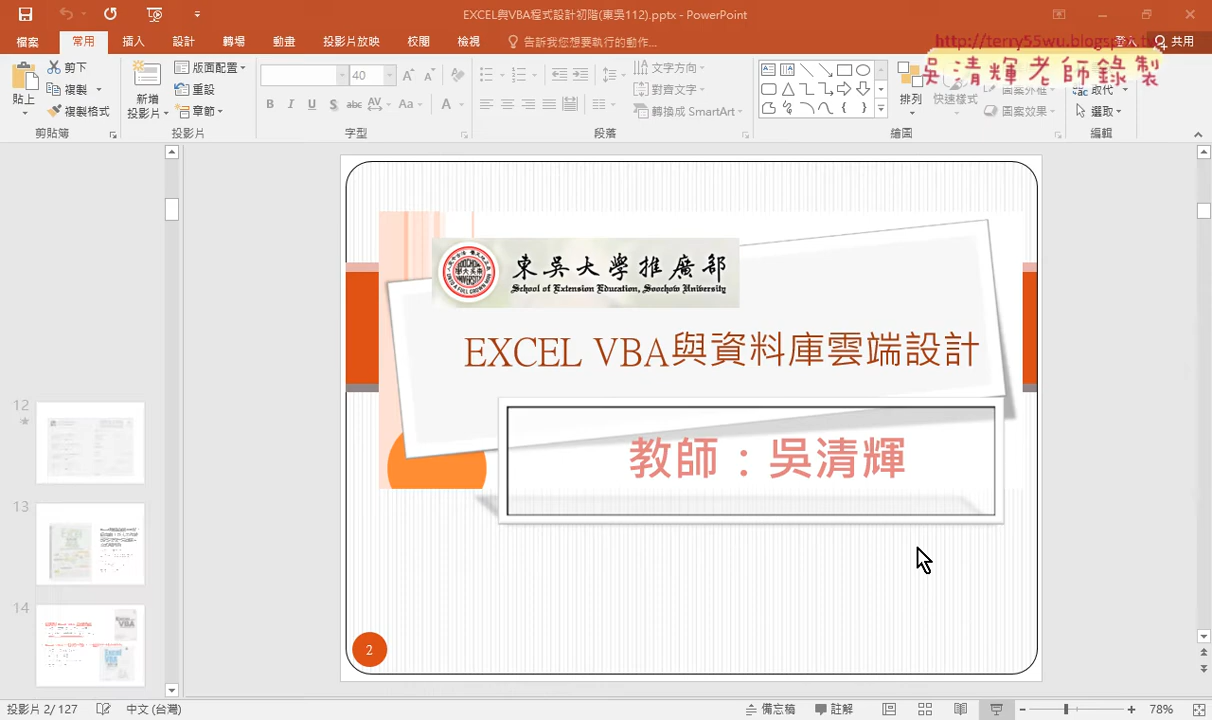 EXCEL與VBA程式設計初階(東吳112).pptx - PowerPoint
檔案 常用 插入 設計 轉場 動畫 投影片放映 校閱 檢視 告訴我您想要執行的動作... 登入 共用
http://terry55wu.blogspot.tw
吳清輝老師錄製
貼上 剪下 複製 複製格式 剪貼簿
新增投影片 版面配置 重設 章節 投影片
40
B I U S abc AV Aa A 字型
文字方向 對齊文字 轉換成 SmartArt 段落
排列 快速樣式 圖案外框 圖案效果 繪圖
取代 選取 編輯
東吳大學推廣部
School of Extension Education, Soochow University
EXCEL VBA與資料庫雲端設計
教師：吳清輝
2
12
13
14
投影片 2/ 127 中文 (台灣) 備忘稿 註解 78%